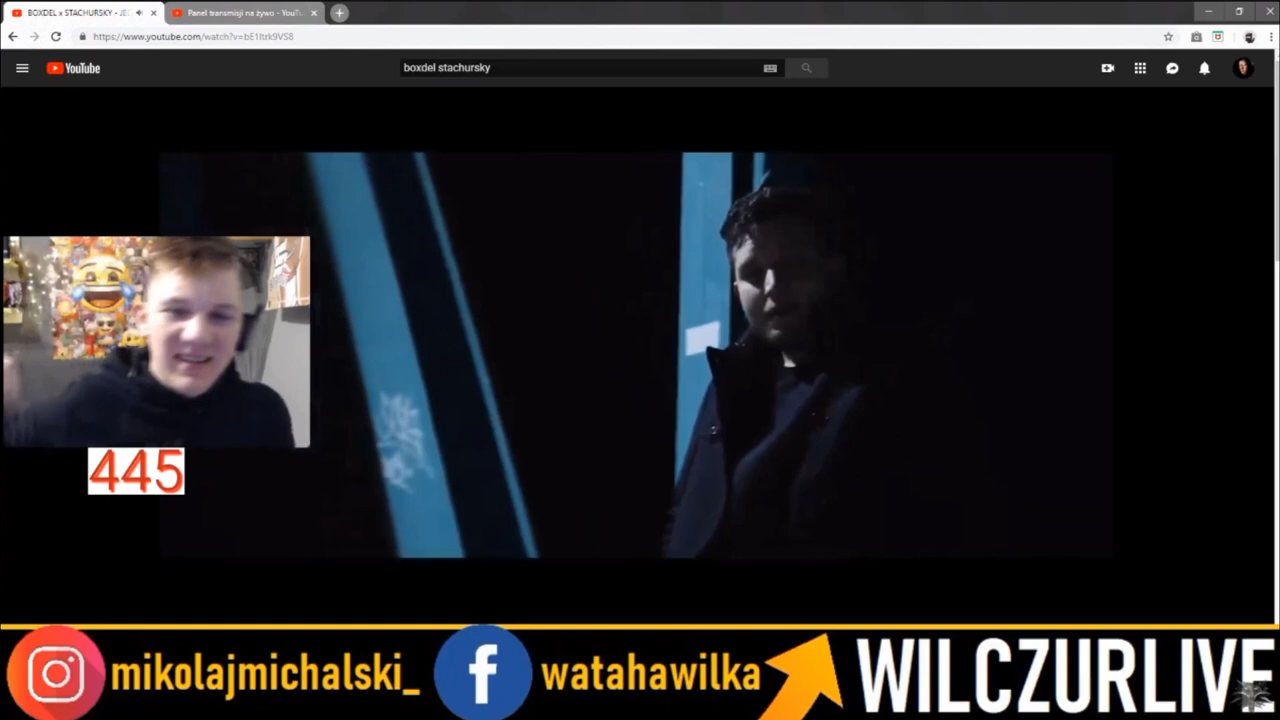 BOXDEL x STACHURSKY - JE
Panel transmisji na żywo - YouTu
https://www.youtube.com/watch?v=bE1Itrk9VS8
YouTube
boxdel stachursky
445
mikolajmichalski_
watahawilka
WILCZURLIVE